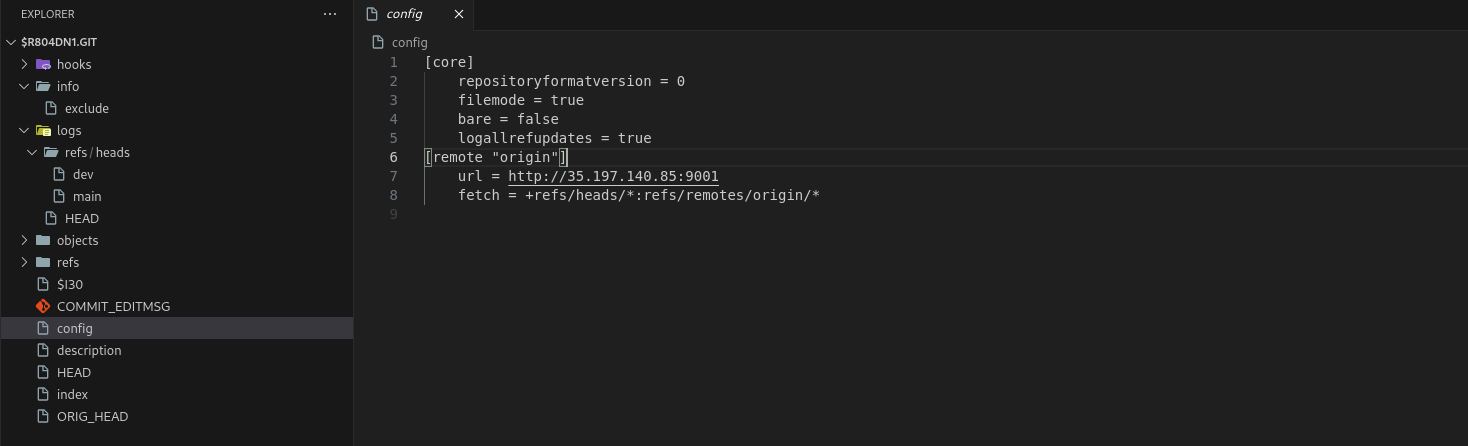 EXPLORER
$R804DN1.GIT
hooks
info
exclude
logs
refs / heads
dev
main
HEAD
objects
refs
$I30
COMMIT_EDITMSG
config
description
HEAD
index
ORIG_HEAD
config
config
1 [core]
2 repositoryformatversion = 0
3 filemode = true
4 bare = false
5 logallrefupdates = true
6 [remote "origin"]
7 url = http://35.197.140.85:9001
8 fetch = +refs/heads/*:refs/remotes/origin/*
9